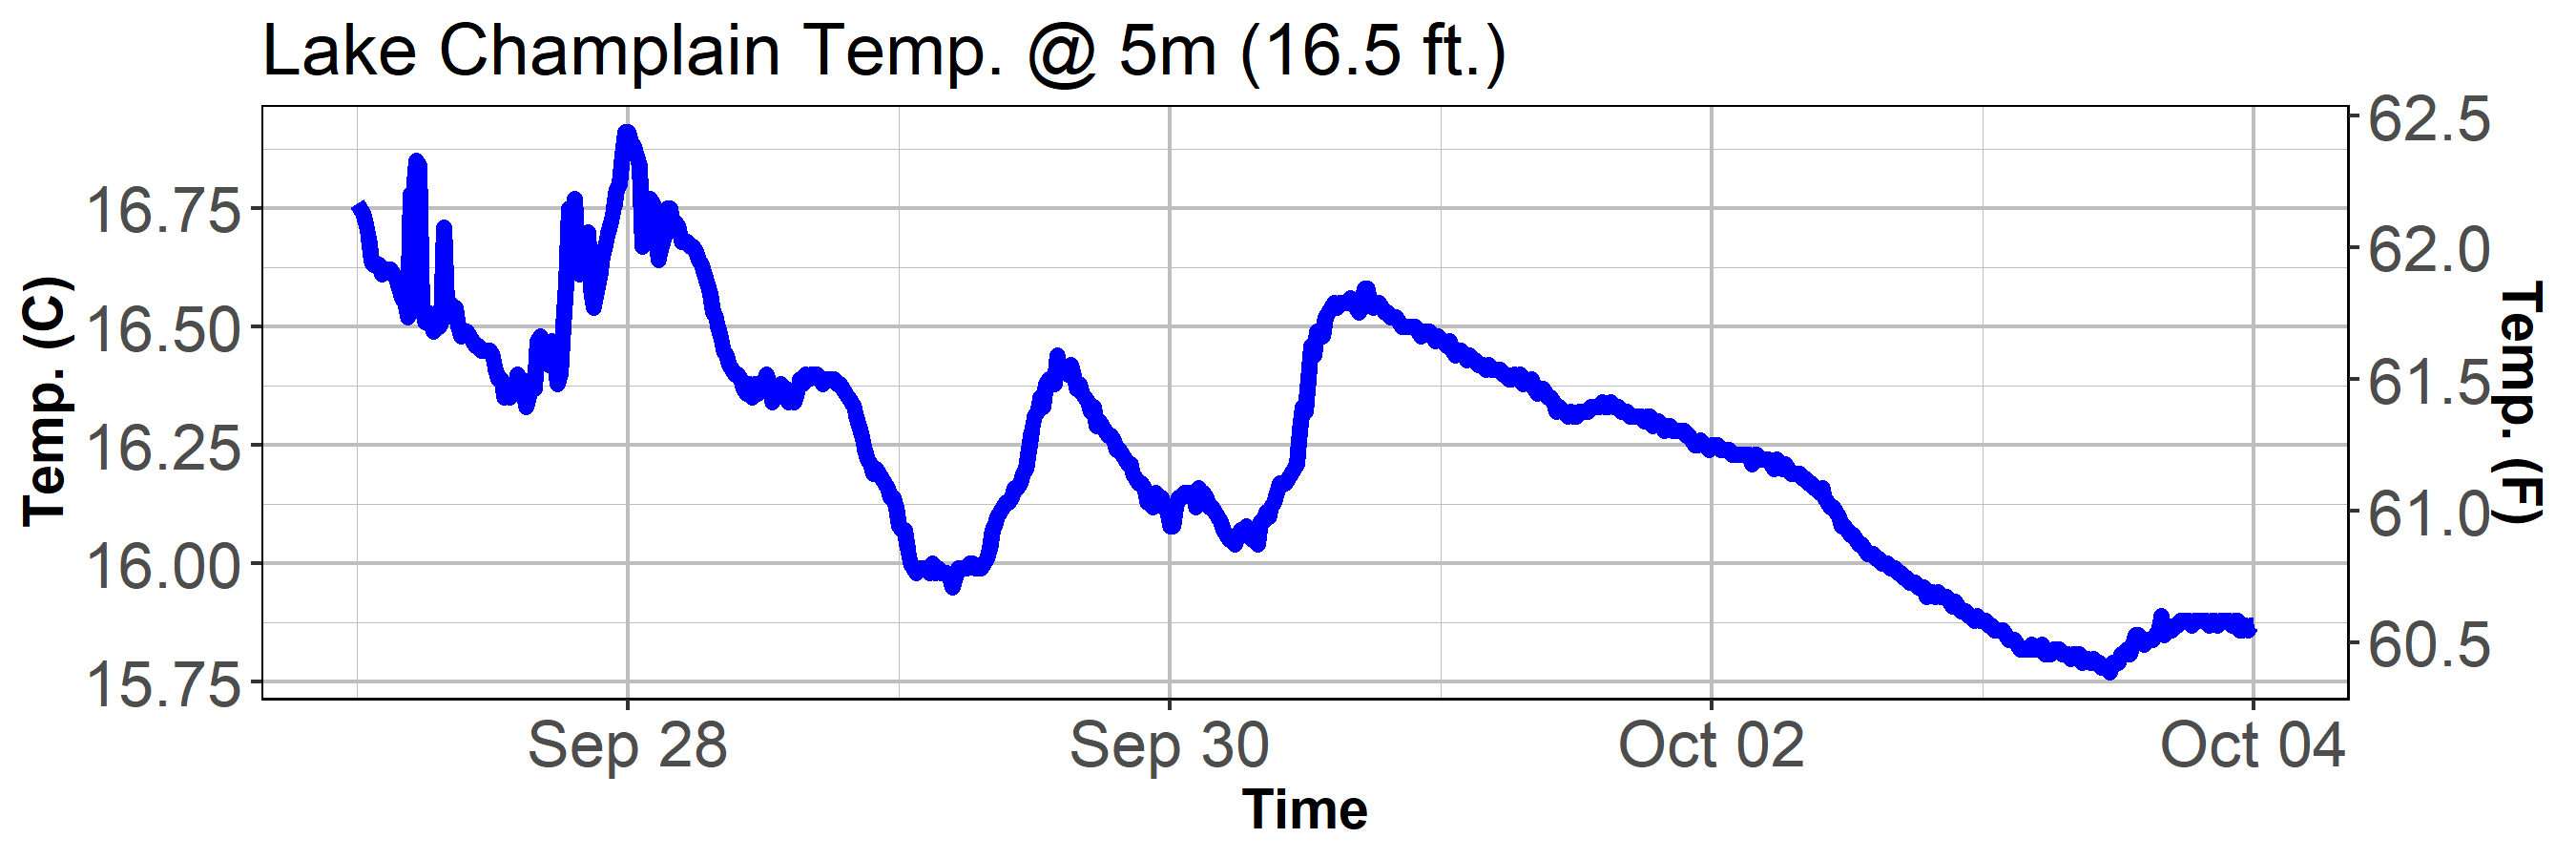 Lake Champlain Temp. @ 5m (16.5 ft.)
Temp. (C)
16.75
16.50
16.25
16.00
15.75
62.5
62.0
61.5
61.0
60.5
Temp. (F)
Sep 28
Sep 30
Oct 02
Oct 04
Time